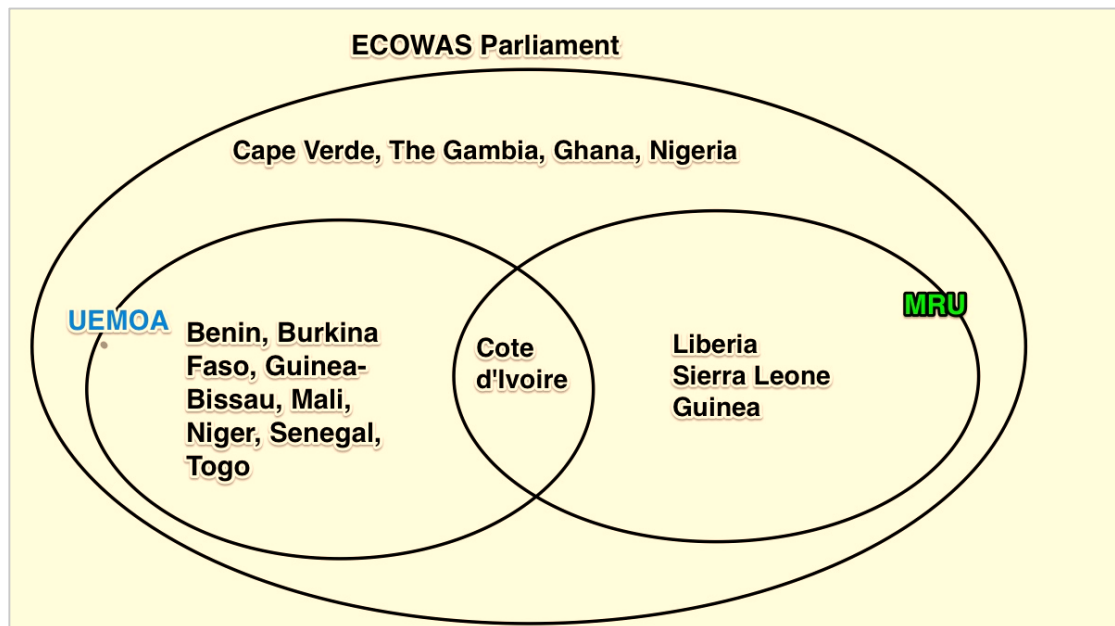 ECOWAS Parliament
Cape Verde, The Gambia, Ghana, Nigeria
UEMOA
Benin, Burkina
Faso, Guinea-
Bissau, Mali,
Niger, Senegal,
Togo
Cote
d'Ivoire
MRU
Liberia
Sierra Leone
Guinea